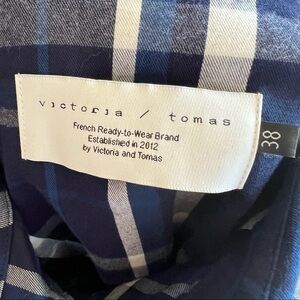 victoria / tomas
French Ready-to-Wear Brand
Established in 2012
by Victoria and Tomas
38